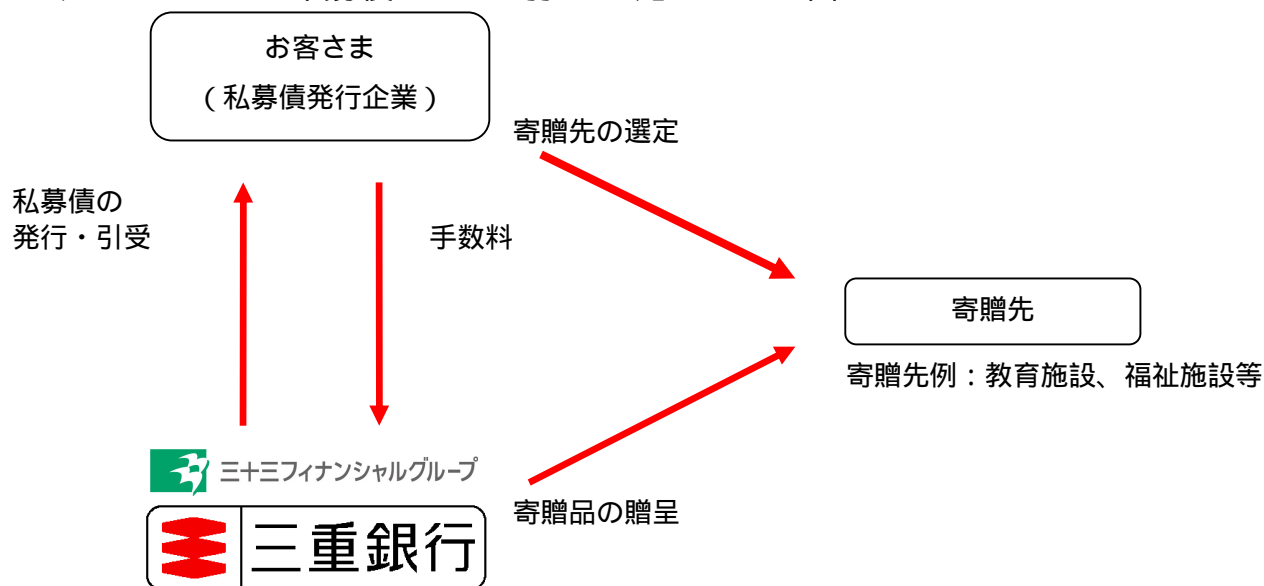 お客さま
（私募債発行企業）
寄贈先の選定
私募債の
発行・引受
手数料
寄贈先
寄贈先例：教育施設、福祉施設等
三十三フィナンシャルグループ
三重銀行
寄贈品の贈呈